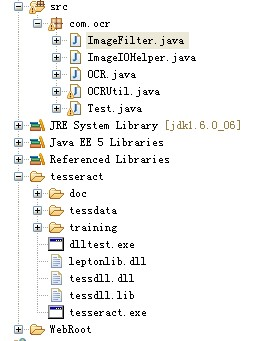 src
com.ocr
ImageFilter.java
ImageIOHelper.java
OCR.java
OCRUtil.java
Test.java
JRE System Library [jdk1.6.0_06]
Java EE 5 Libraries
Referenced Libraries
tesseract
doc
tessdata
training
dlltest.exe
leptonlib.dll
tessdll.dll
tessdll.lib
tesseract.exe
WebRoot